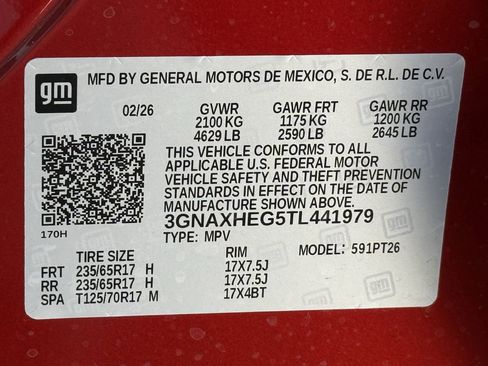 gm
MFD BY GENERAL MOTORS DE MEXICO, S. DE R.L. DE C.V.
02/26 GVWR GAWR FRT GAWR RR
2100 KG 1175 KG 1200 KG
4629 LB 2590 LB 2645 LB
THIS VEHICLE CONFORMS TO ALL
APPLICABLE U.S. FEDERAL MOTOR
VEHICLE SAFETY AND THEFT PREVENTION
STANDARDS IN EFFECT ON THE DATE OF
MANUFACTURE SHOWN ABOVE.
3GNAXHEG5TL441979
170H TYPE: MPV
TIRE SIZE RIM MODEL: 591PT26
FRT 235/65R17 H 17X7.5J
RR 235/65R17 H 17X7.5J
SPA T125/70R17 M 17X4BT